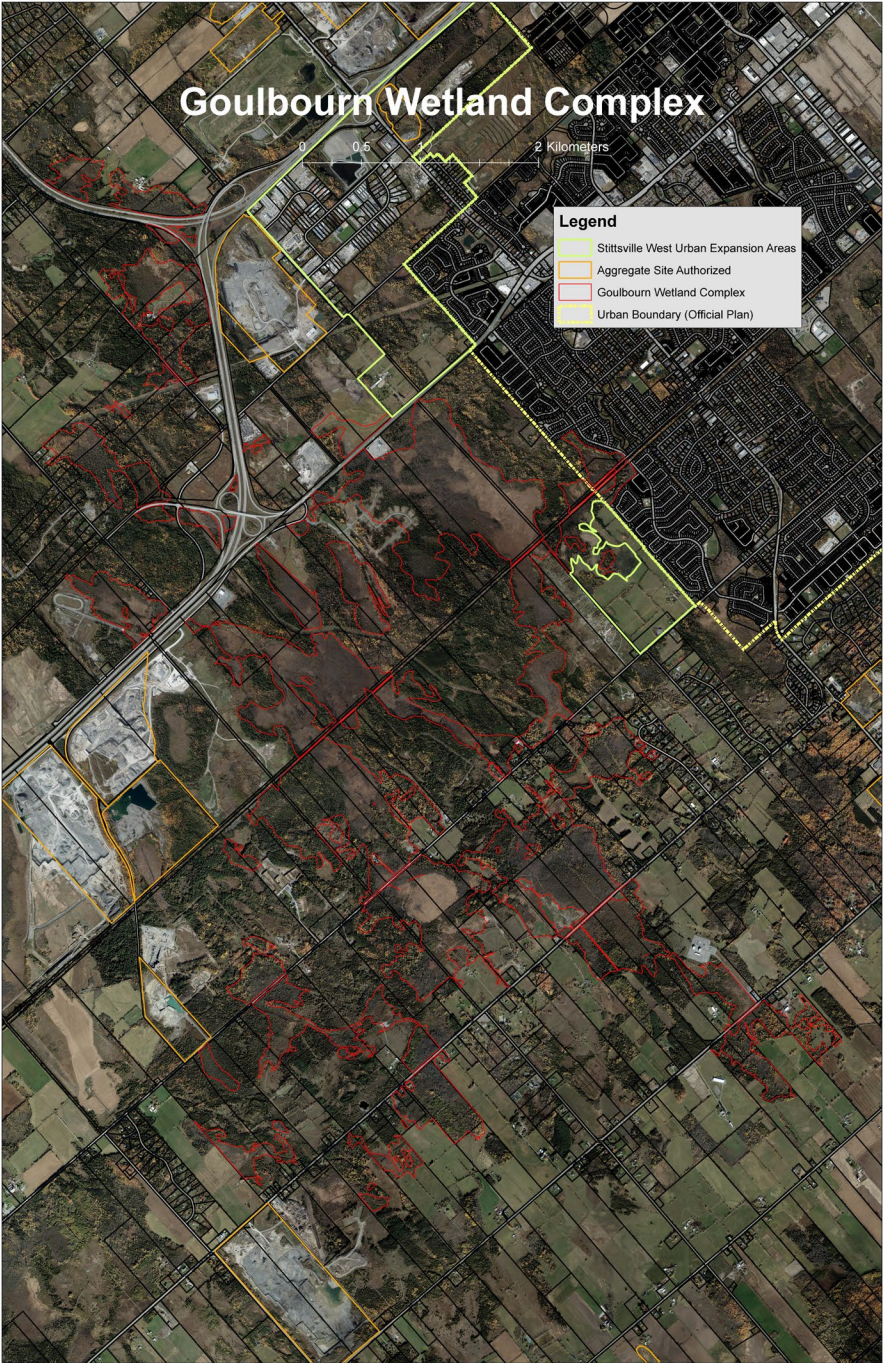 Goulbourn Wetland Complex
0 0.5 1 2 Kilometers
Legend
Stittsville West Urban Expansion Areas
Aggregate Site Authorized
Goulbourn Wetland Complex
Urban Boundary (Official Plan)